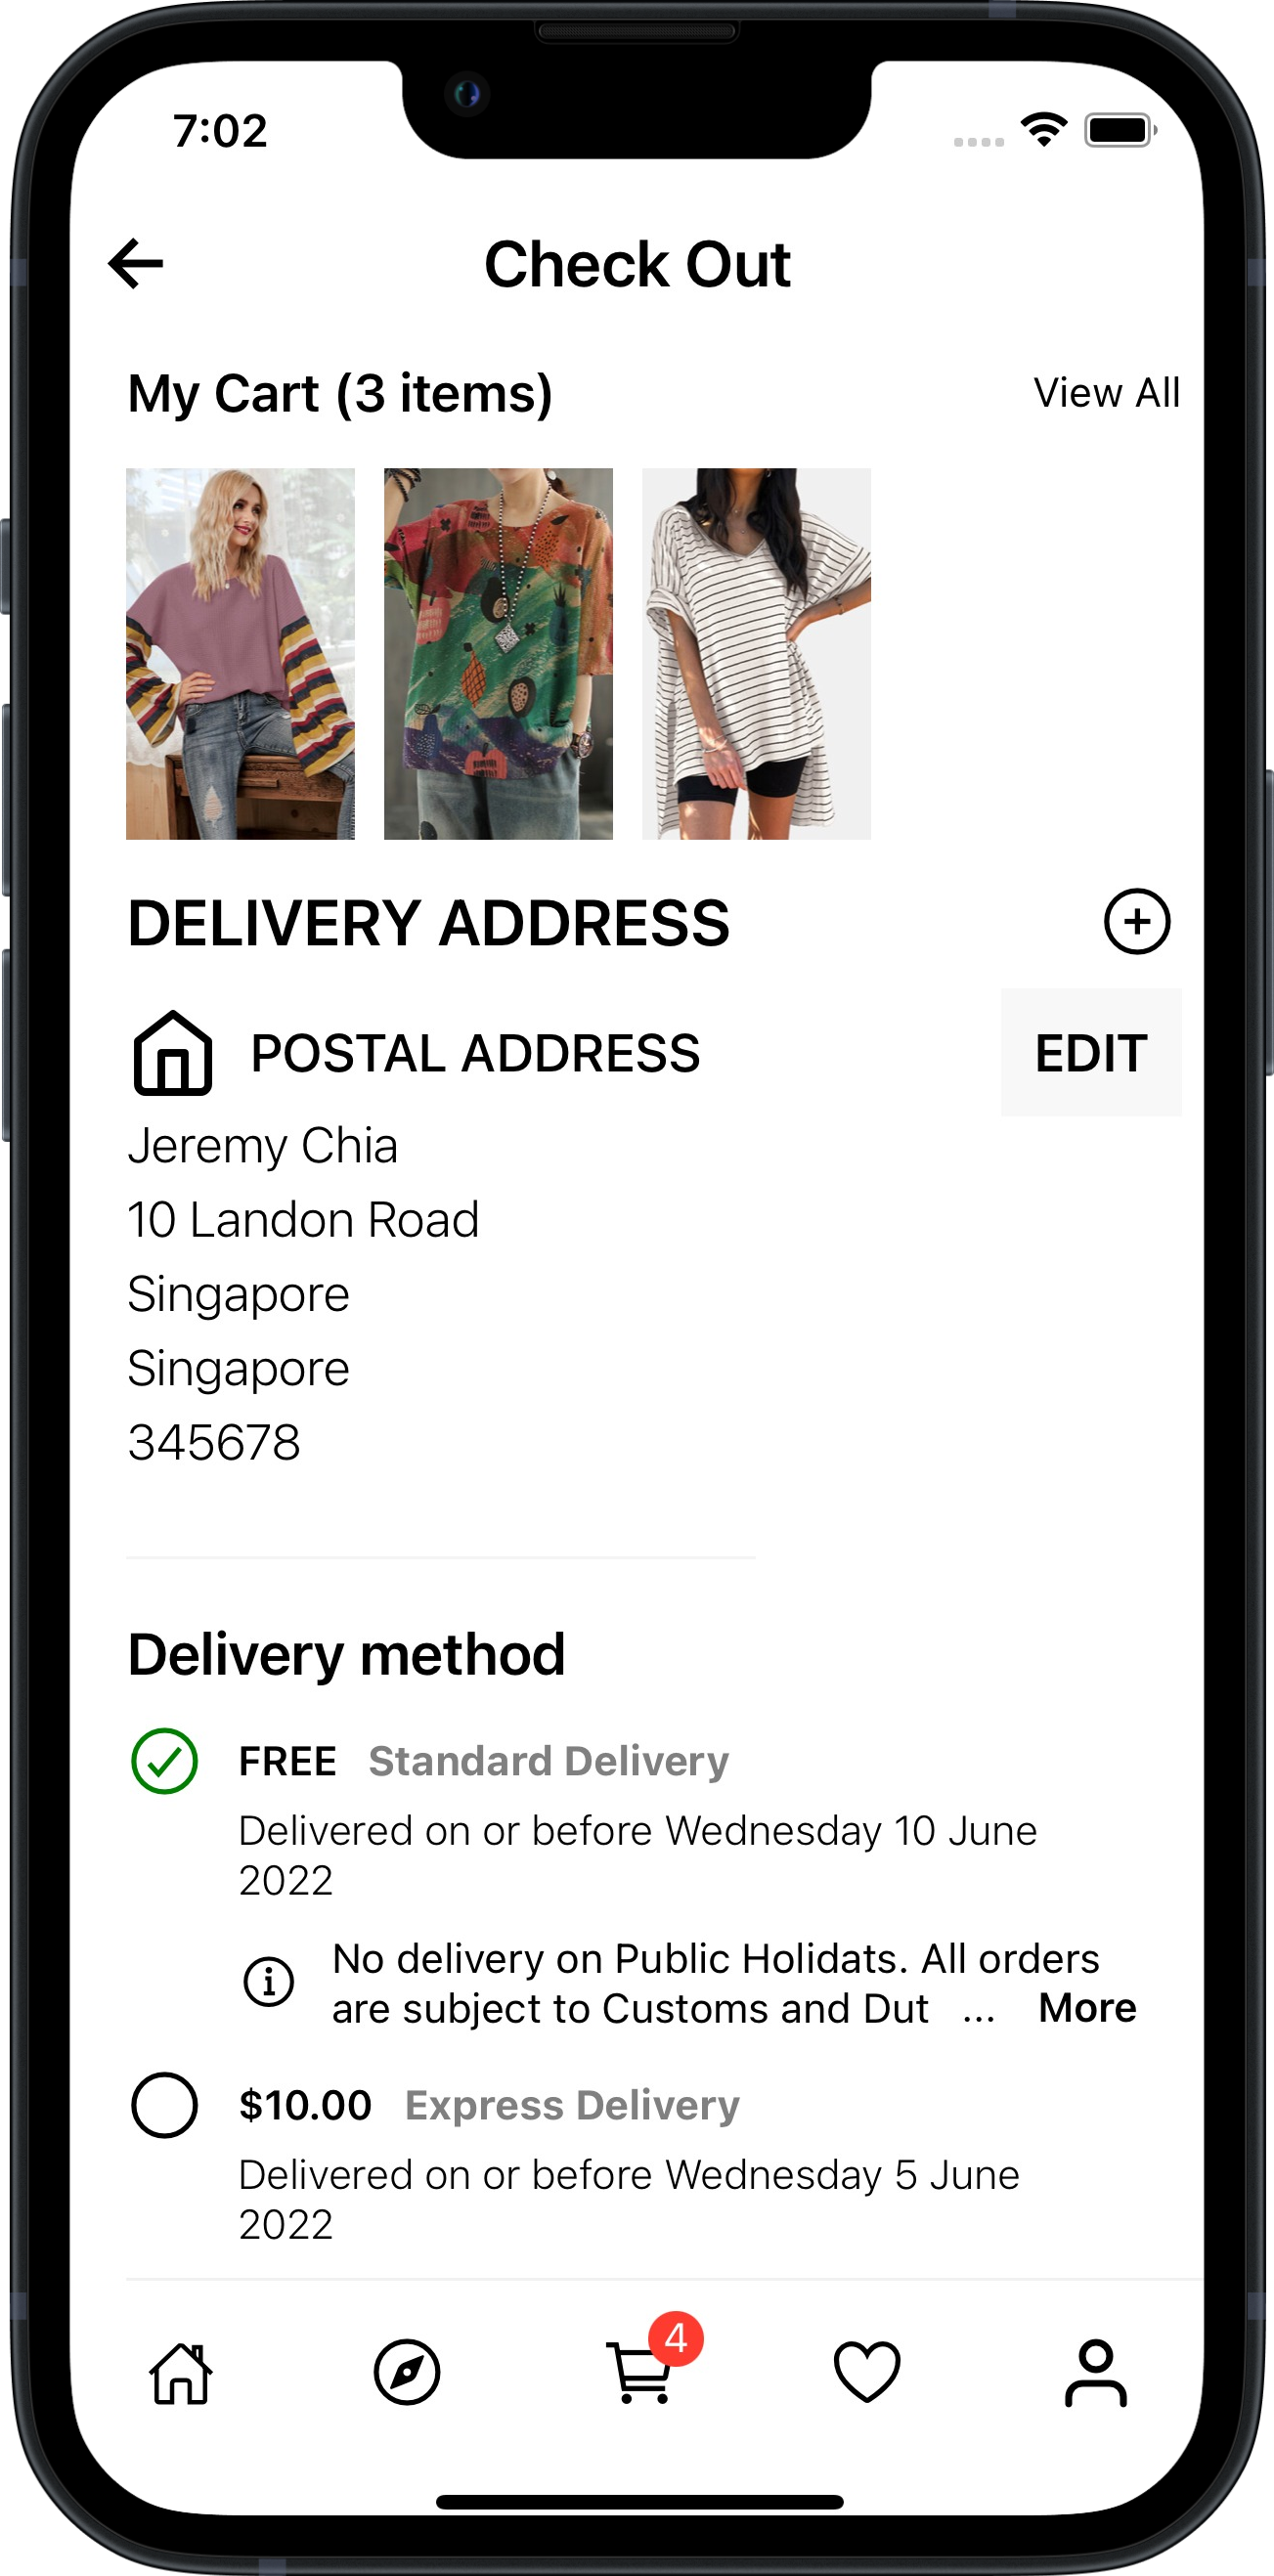 7:02
Check Out
My Cart (3 items)
View All
DELIVERY ADDRESS
POSTAL ADDRESS
EDIT
Jeremy Chia
10 Landon Road
Singapore
Singapore
345678
Delivery method
FREE Standard Delivery
Delivered on or before Wednesday 10 June
2022
No delivery on Public Holidats. All orders
are subject to Customs and Dut ... More
$10.00 Express Delivery
Delivered on or before Wednesday 5 June
2022
4